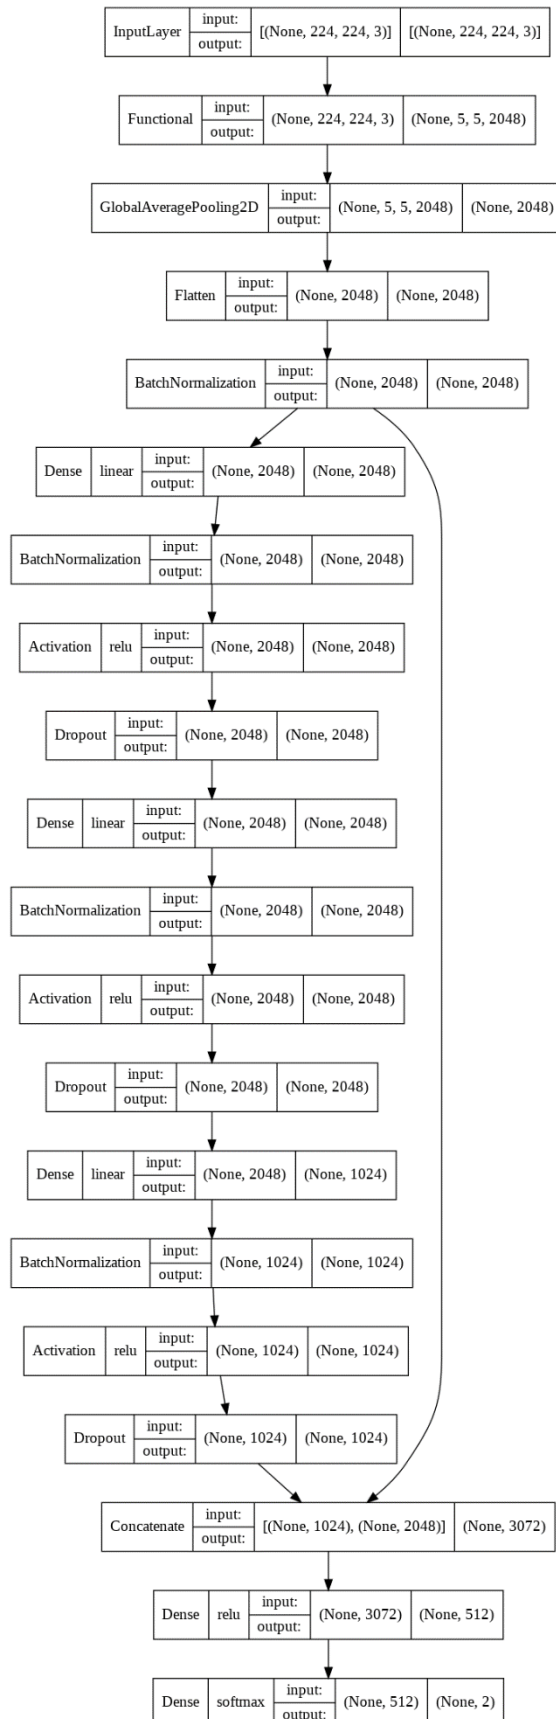 InputLayer input: output: [(None, 224, 224, 3)] [(None, 224, 224, 3)]
Functional input: output: (None, 224, 224, 3) (None, 5, 5, 2048)
GlobalAveragePooling2D input: output: (None, 5, 5, 2048) (None, 2048)
Flatten input: output: (None, 2048) (None, 2048)
BatchNormalization input: output: (None, 2048) (None, 2048)
Dense linear input: output: (None, 2048) (None, 2048)
BatchNormalization input: output: (None, 2048) (None, 2048)
Activation relu input: output: (None, 2048) (None, 2048)
Dropout input: output: (None, 2048) (None, 2048)
Dense linear input: output: (None, 2048) (None, 2048)
BatchNormalization input: output: (None, 2048) (None, 2048)
Activation relu input: output: (None, 2048) (None, 2048)
Dropout input: output: (None, 2048) (None, 2048)
Dense linear input: output: (None, 2048) (None, 1024)
BatchNormalization input: output: (None, 1024) (None, 1024)
Activation relu input: output: (None, 1024) (None, 1024)
Dropout input: output: (None, 1024) (None, 1024)
Concatenate input: output: [(None, 1024), (None, 2048)] (None, 3072)
Dense relu input: output: (None, 3072) (None, 512)
Dense softmax input: output: (None, 512) (None, 2)